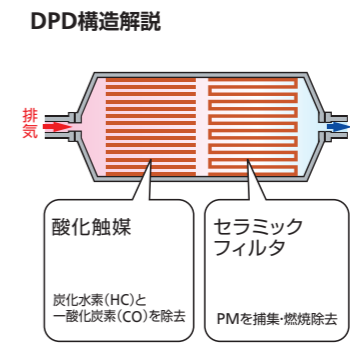 DPD構造解説
排
気
酸化触媒
炭化水素(HC)と
一酸化炭素(CO)を除去
セラミック
フィルタ
PMを捕集・燃焼除去